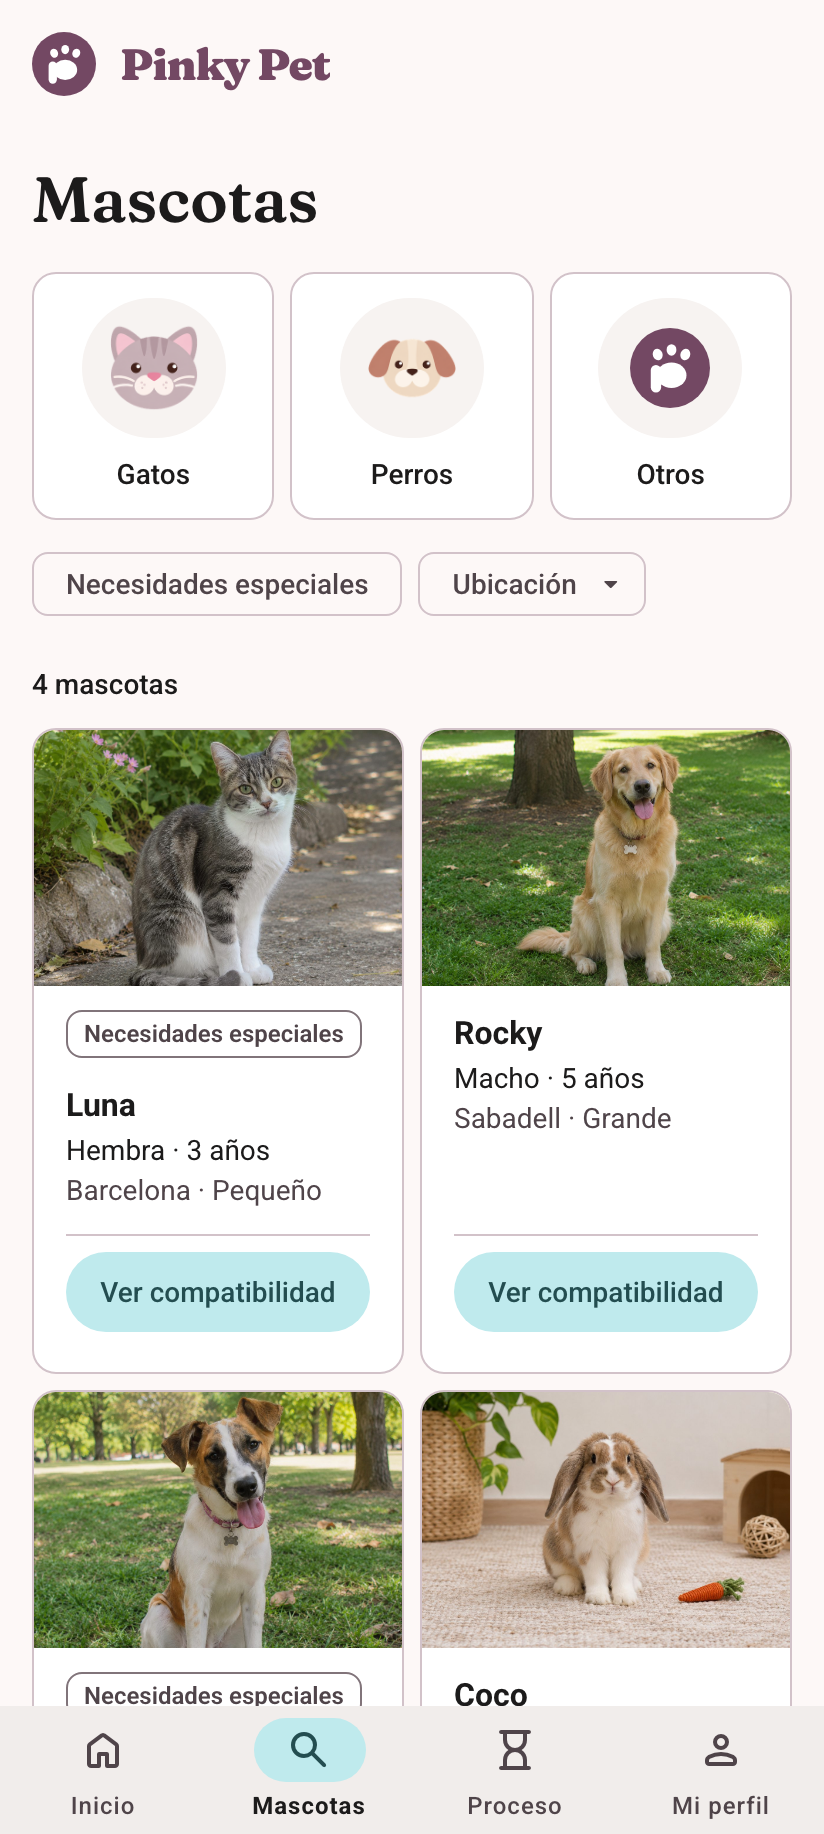 Pinky Pet
Mascotas
Gatos
Perros
Otros
Necesidades especiales
Ubicación
4 mascotas
Necesidades especiales
Luna
Hembra · 3 años
Barcelona · Pequeño
Ver compatibilidad
Rocky
Macho · 5 años
Sabadell · Grande
Ver compatibilidad
Necesidades especiales
Coco
Inicio
Mascotas
Proceso
Mi perfil